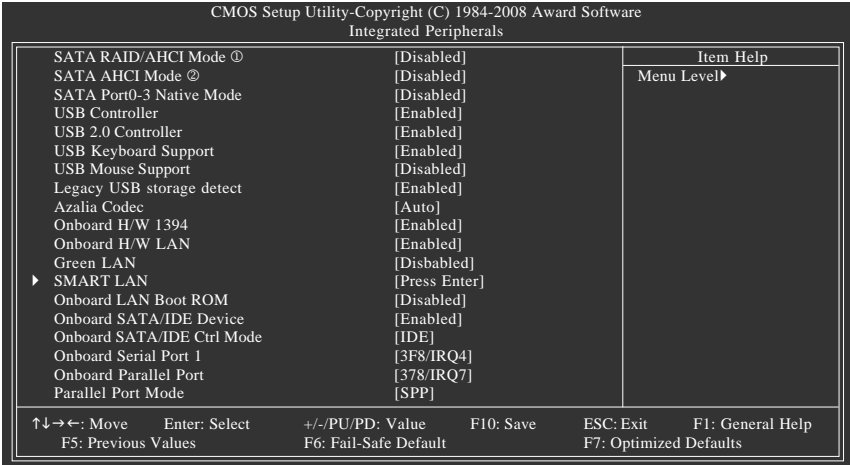 CMOS Setup Utility-Copyright (C) 1984-2008 Award Software
Integrated Peripherals
SATA RAID/AHCI Mode ① [Disabled]
SATA AHCI Mode ② [Disabled]
SATA Port0-3 Native Mode [Disabled]
USB Controller [Enabled]
USB 2.0 Controller [Enabled]
USB Keyboard Support [Enabled]
USB Mouse Support [Disabled]
Legacy USB storage detect [Enabled]
Azalia Codec [Auto]
Onboard H/W 1394 [Enabled]
Onboard H/W LAN [Enabled]
Green LAN [Disbabled]
SMART LAN [Press Enter]
Onboard LAN Boot ROM [Disabled]
Onboard SATA/IDE Device [Enabled]
Onboard SATA/IDE Ctrl Mode [IDE]
Onboard Serial Port 1 [3F8/IRQ4]
Onboard Parallel Port [378/IRQ7]
Parallel Port Mode [SPP]
Item Help
Menu Level
↑↓→←: Move Enter: Select +/-/PU/PD: Value F10: Save ESC: Exit F1: General Help
F5: Previous Values F6: Fail-Safe Default F7: Optimized Defaults